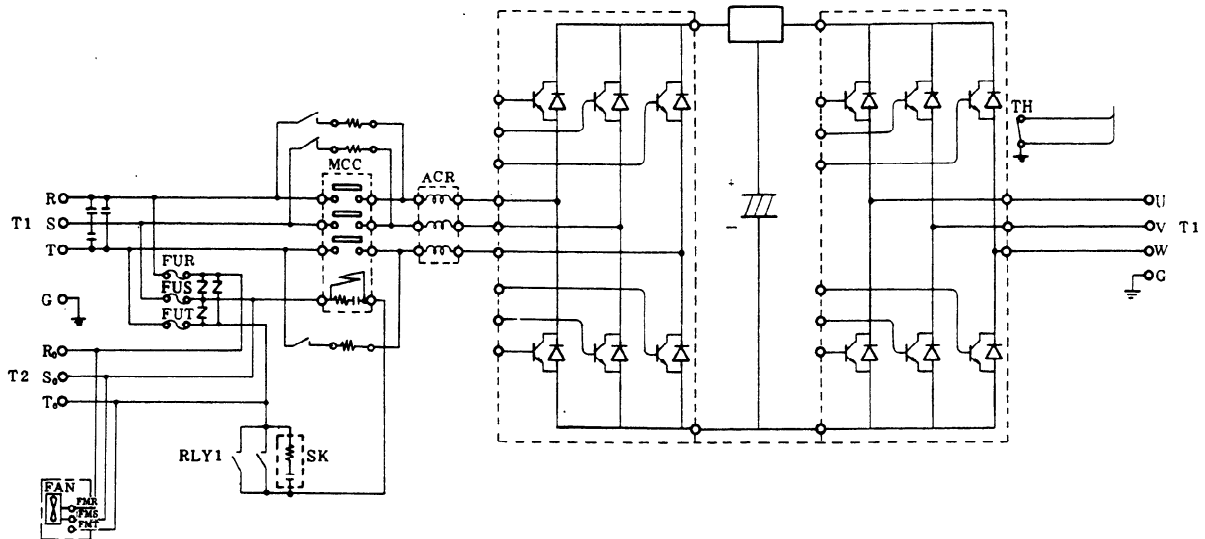 MCC
ACR
TH
R
T1 S
T
FUR
FUS
FUT
G
R₀
T2 S₀
T₀
RLY1
SK
FAN
FMR
FMS
FMT
+
−
U
V T1
W
G